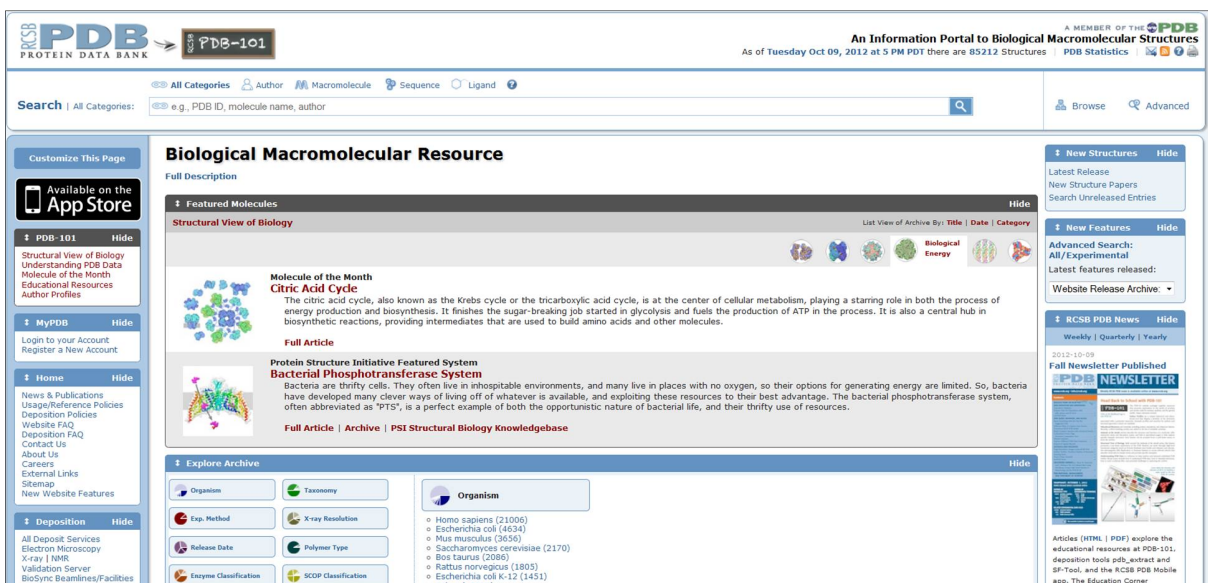 RCSB PDB
PROTEIN DATA BANK
RCSB PDB-101
A MEMBER OF THE PDB
An Information Portal to Biological Macromolecular Structures
As of Tuesday Oct 09, 2012 at 5 PM PDT there are 85212 Structures | PDB Statistics
All Categories Author Macromolecule Sequence Ligand
Search | All Categories: e.g., PDB ID, molecule name, author
Browse Advanced
Customize This Page
Available on the
App Store
PDB-101 Hide
Structural View of Biology
Understanding PDB Data
Molecule of the Month
Educational Resources
Author Profiles
MyPDB Hide
Login to your Account
Register a New Account
Home Hide
News & Publications
Usage/Reference Policies
Deposition Policies
Website FAQ
Deposition FAQ
Contact Us
About Us
Careers
External Links
Sitemap
New Website Features
Deposition Hide
All Deposit Services
Electron Microscopy
X-ray | NMR
Validation Server
BioSync Beamlines/Facilities
Biological Macromolecular Resource
Full Description
Featured Molecules Hide
Structural View of Biology List View of Archive By: Title | Date | Category
Biological
Energy
Molecule of the Month
Citric Acid Cycle
The citric acid cycle, also known as the Krebs cycle or the tricarboxylic acid cycle, is at the center of cellular metabolism, playing a starring role in both the process of
energy production and biosynthesis. It finishes the sugar-breaking job started in glycolysis and fuels the production of ATP in the process. It is also a central hub in
biosynthetic reactions, providing intermediates that are used to build amino acids and other molecules.
Full Article
Protein Structure Initiative Featured System
Bacterial Phosphotransferase System
Bacteria are thrifty cells. They often live in inhospitable environments, and many live in places with no oxygen, so their options for generating energy are limited. So, bacteria
have developed many clever ways of living off of whatever is available, and exploiting these resources to their best advantage. The bacterial phosphotransferase system,
often abbreviated as "PTS", is a perfect example of both the opportunistic nature of bacterial life, and their thrifty use of resources.
Full Article | Archive | PSI Structural Biology Knowledgebase
Explore Archive Hide
Organism Taxonomy
Exp. Method X-ray Resolution
Release Date Polymer Type
Enzyme Classification SCOP Classification
Organism
Homo sapiens (21006)
Escherichia coli (4634)
Mus musculus (3656)
Saccharomyces cerevisiae (2170)
Bos taurus (2086)
Rattus norvegicus (1805)
Escherichia coli K-12 (1451)
New Structures Hide
Latest Release
New Structure Papers
Search Unreleased Entries
New Features Hide
Advanced Search:
All/Experimental
Latest features released:
Website Release Archive:
RCSB PDB News Hide
Weekly | Quarterly | Yearly
2012-10-09
Fall Newsletter Published
PDB NEWSLETTER
Articles (HTML | PDF) explore the
educational resources at PDB-101,
deposition tools pdb_extract and
SF-Tool, and the RCSB PDB Mobile
app. The Education Corner